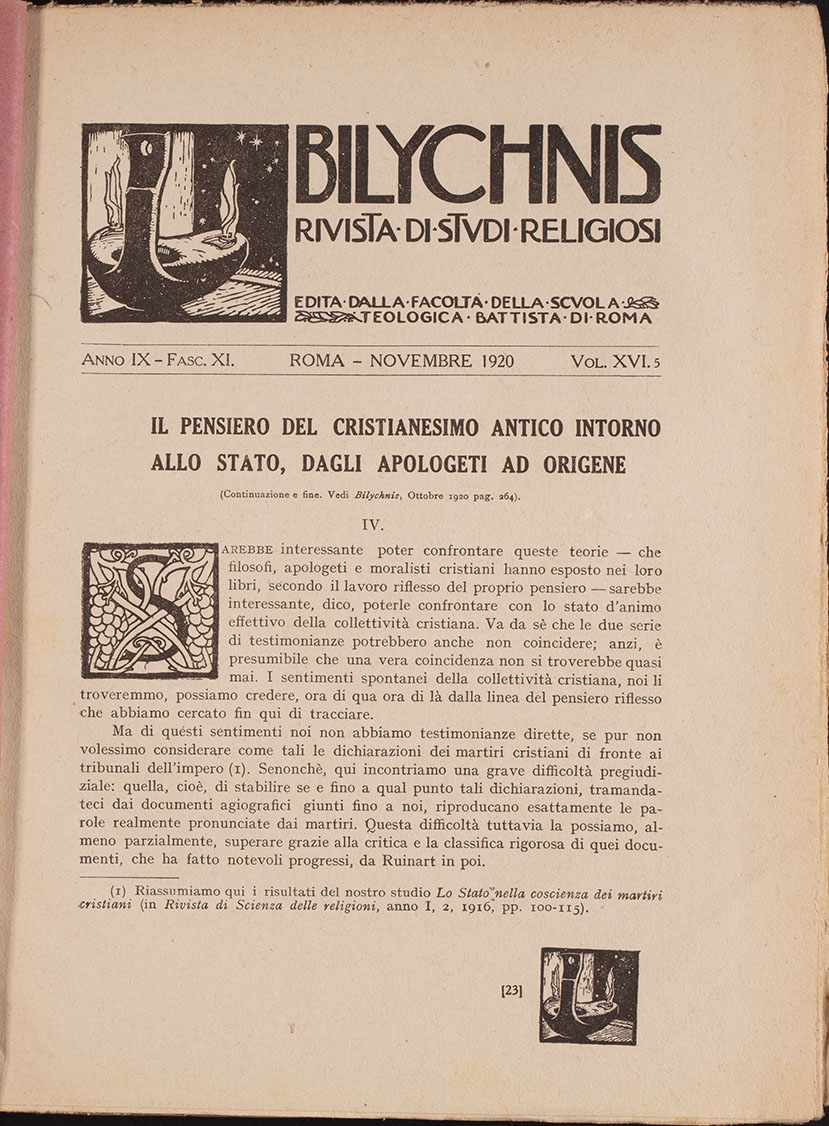 BILYCHNIS
RIVISTA·DI·STVDI·RELIGIOSI
EDITA·DALLA·FACOLTÀ·DELLA·SCVOLA
TEOLOGICA·BATTISTA·DI·ROMA
ANNO IX – FASC. XI. ROMA – NOVEMBRE 1920 VOL. XVI. 5
IL PENSIERO DEL CRISTIANESIMO ANTICO INTORNO
ALLO STATO, DAGLI APOLOGETI AD ORIGENE
(Continuazione e fine. Vedi Bilychnis, Ottobre 1920 pag. 264).
IV.
SAREBBE interessante poter confrontare queste teorie — che
filosofi, apologeti e moralisti cristiani hanno esposto nei loro
libri, secondo il lavoro riflesso del proprio pensiero — sarebbe
interessante, dico, poterle confrontare con lo stato d'animo
effettivo della collettività cristiana. Va da sè che le due serie
di testimonianze potrebbero anche non coincidere; anzi, è
presumibile che una vera coincidenza non si troverebbe quasi
mai. I sentimenti spontanei della collettività cristiana, noi li
troveremmo, possiamo credere, ora di qua ora di là dalla linea del pensiero riflesso
che abbiamo cercato fin qui di tracciare.
Ma di questi sentimenti noi non abbiamo testimonianze dirette, se pur non
volessimo considerare come tali le dichiarazioni dei martiri cristiani di fronte ai
tribunali dell'impero (1). Senonchè, qui incontriamo una grave difficoltà pregiudi-
ziale: quella, cioè, di stabilire se e fino a qual punto tali dichiarazioni, tramanda-
teci dai documenti agiografici giunti fino a noi, riproducano esattamente le pa-
role realmente pronunciate dai martiri. Questa difficoltà tuttavia la possiamo, al-
meno parzialmente, superare grazie alla critica e la classifica rigorosa di quei docu-
menti, che ha fatto notevoli progressi, da Ruinart in poi.
(1) Riassumiamo qui i risultati del nostro studio Lo Stato nella coscienza dei martiri
cristiani (in Rivista di Scienza delle religioni, anno I, 2, 1916, pp. 100-115).
[23]